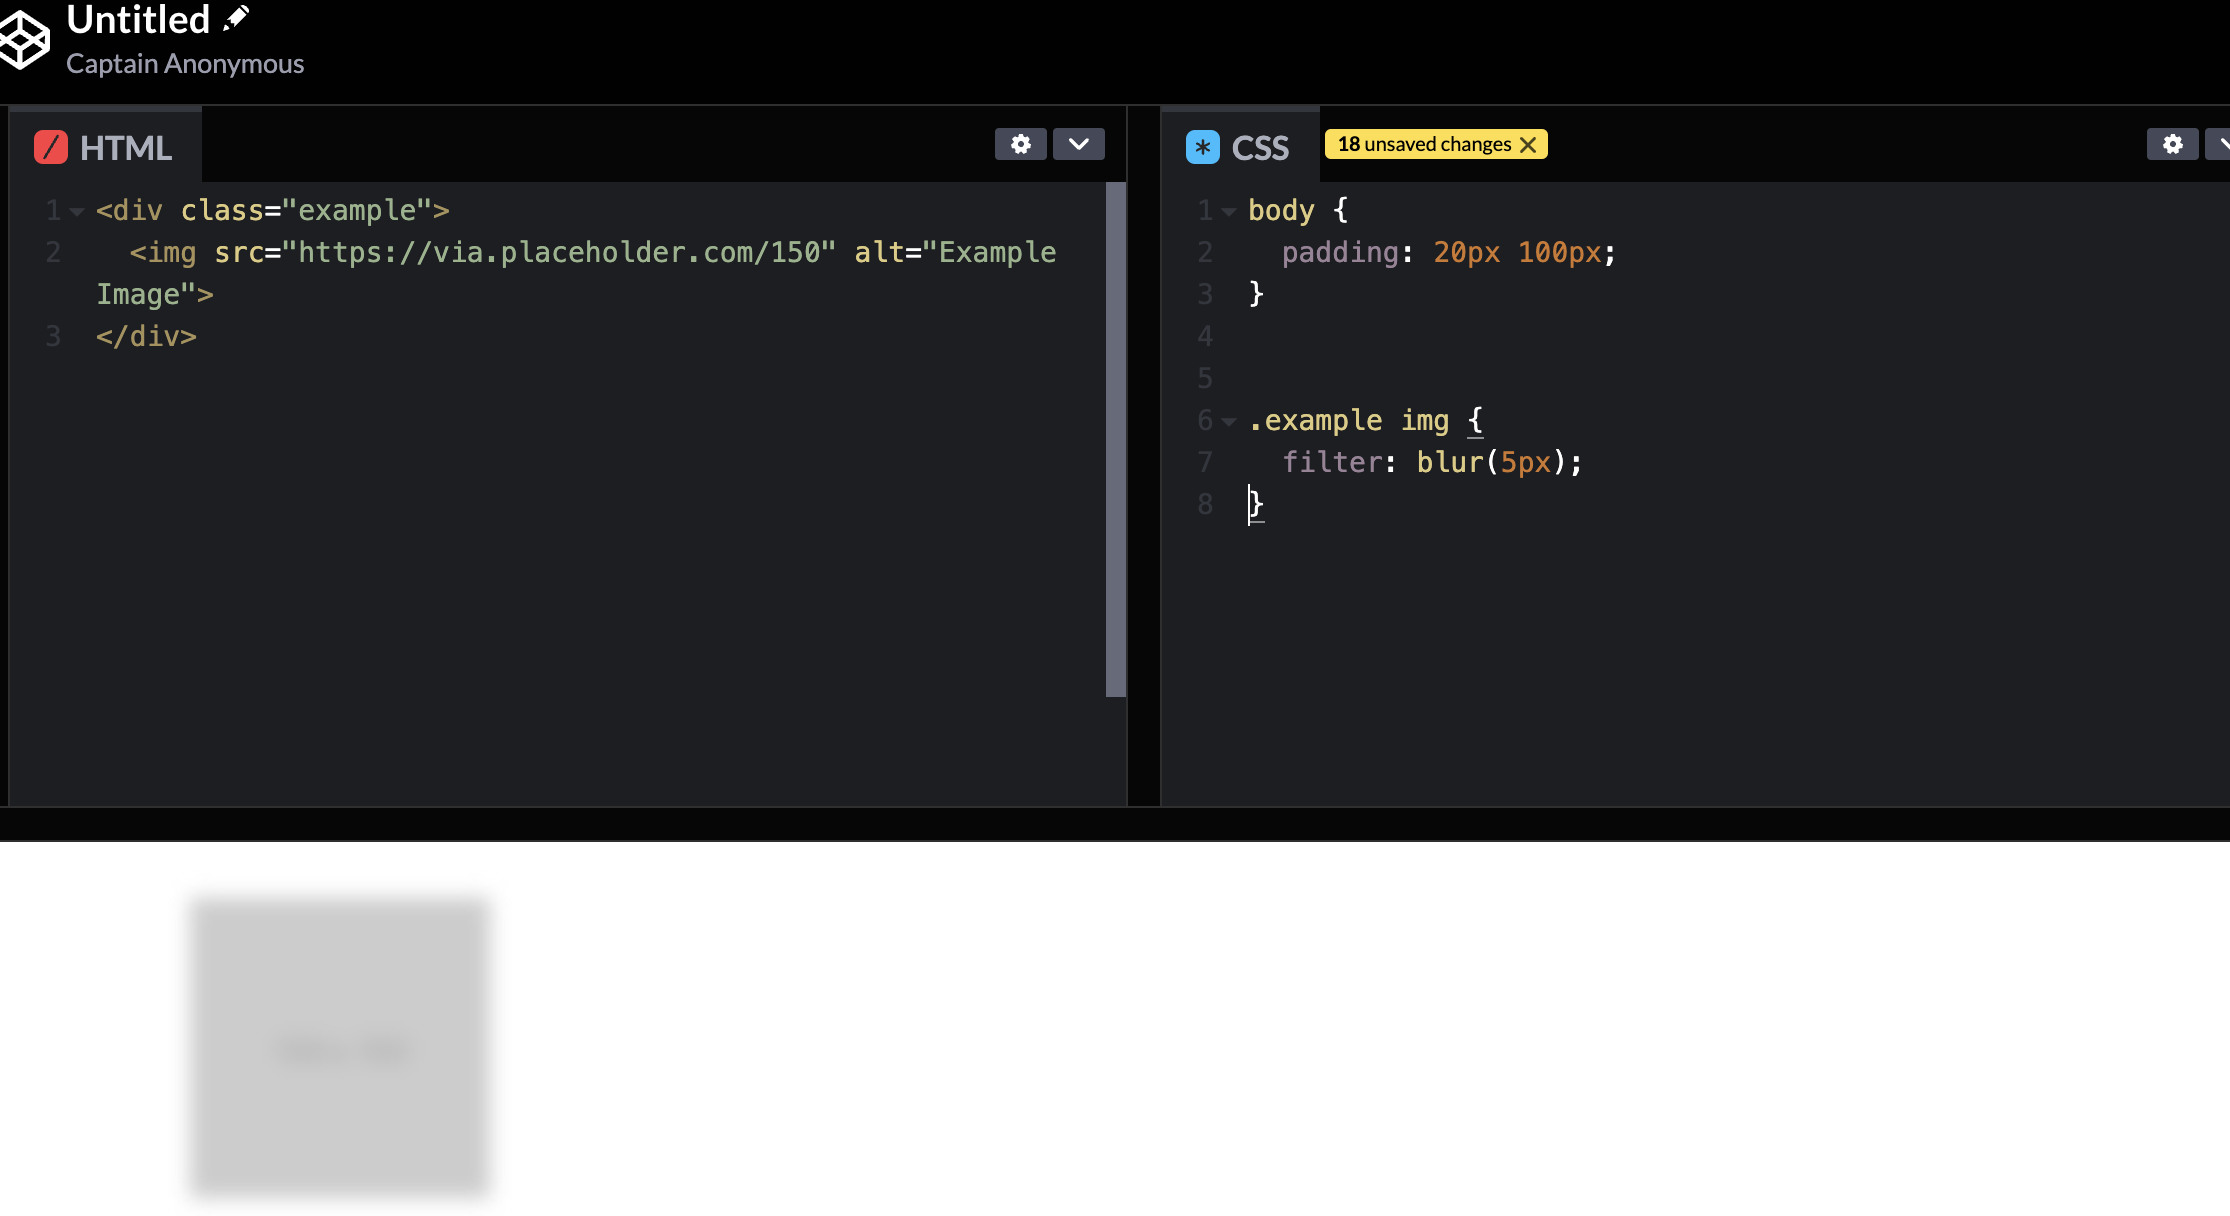 Untitled
Captain Anonymous
HTML
1 <div class="example">
2 <img src="https://via.placeholder.com/150" alt="Example
Image">
3 </div>
* CSS 18 unsaved changes
1 body {
2 padding: 20px 100px;
3 }
4
5
6 .example img {
7 filter: blur(5px);
8 }